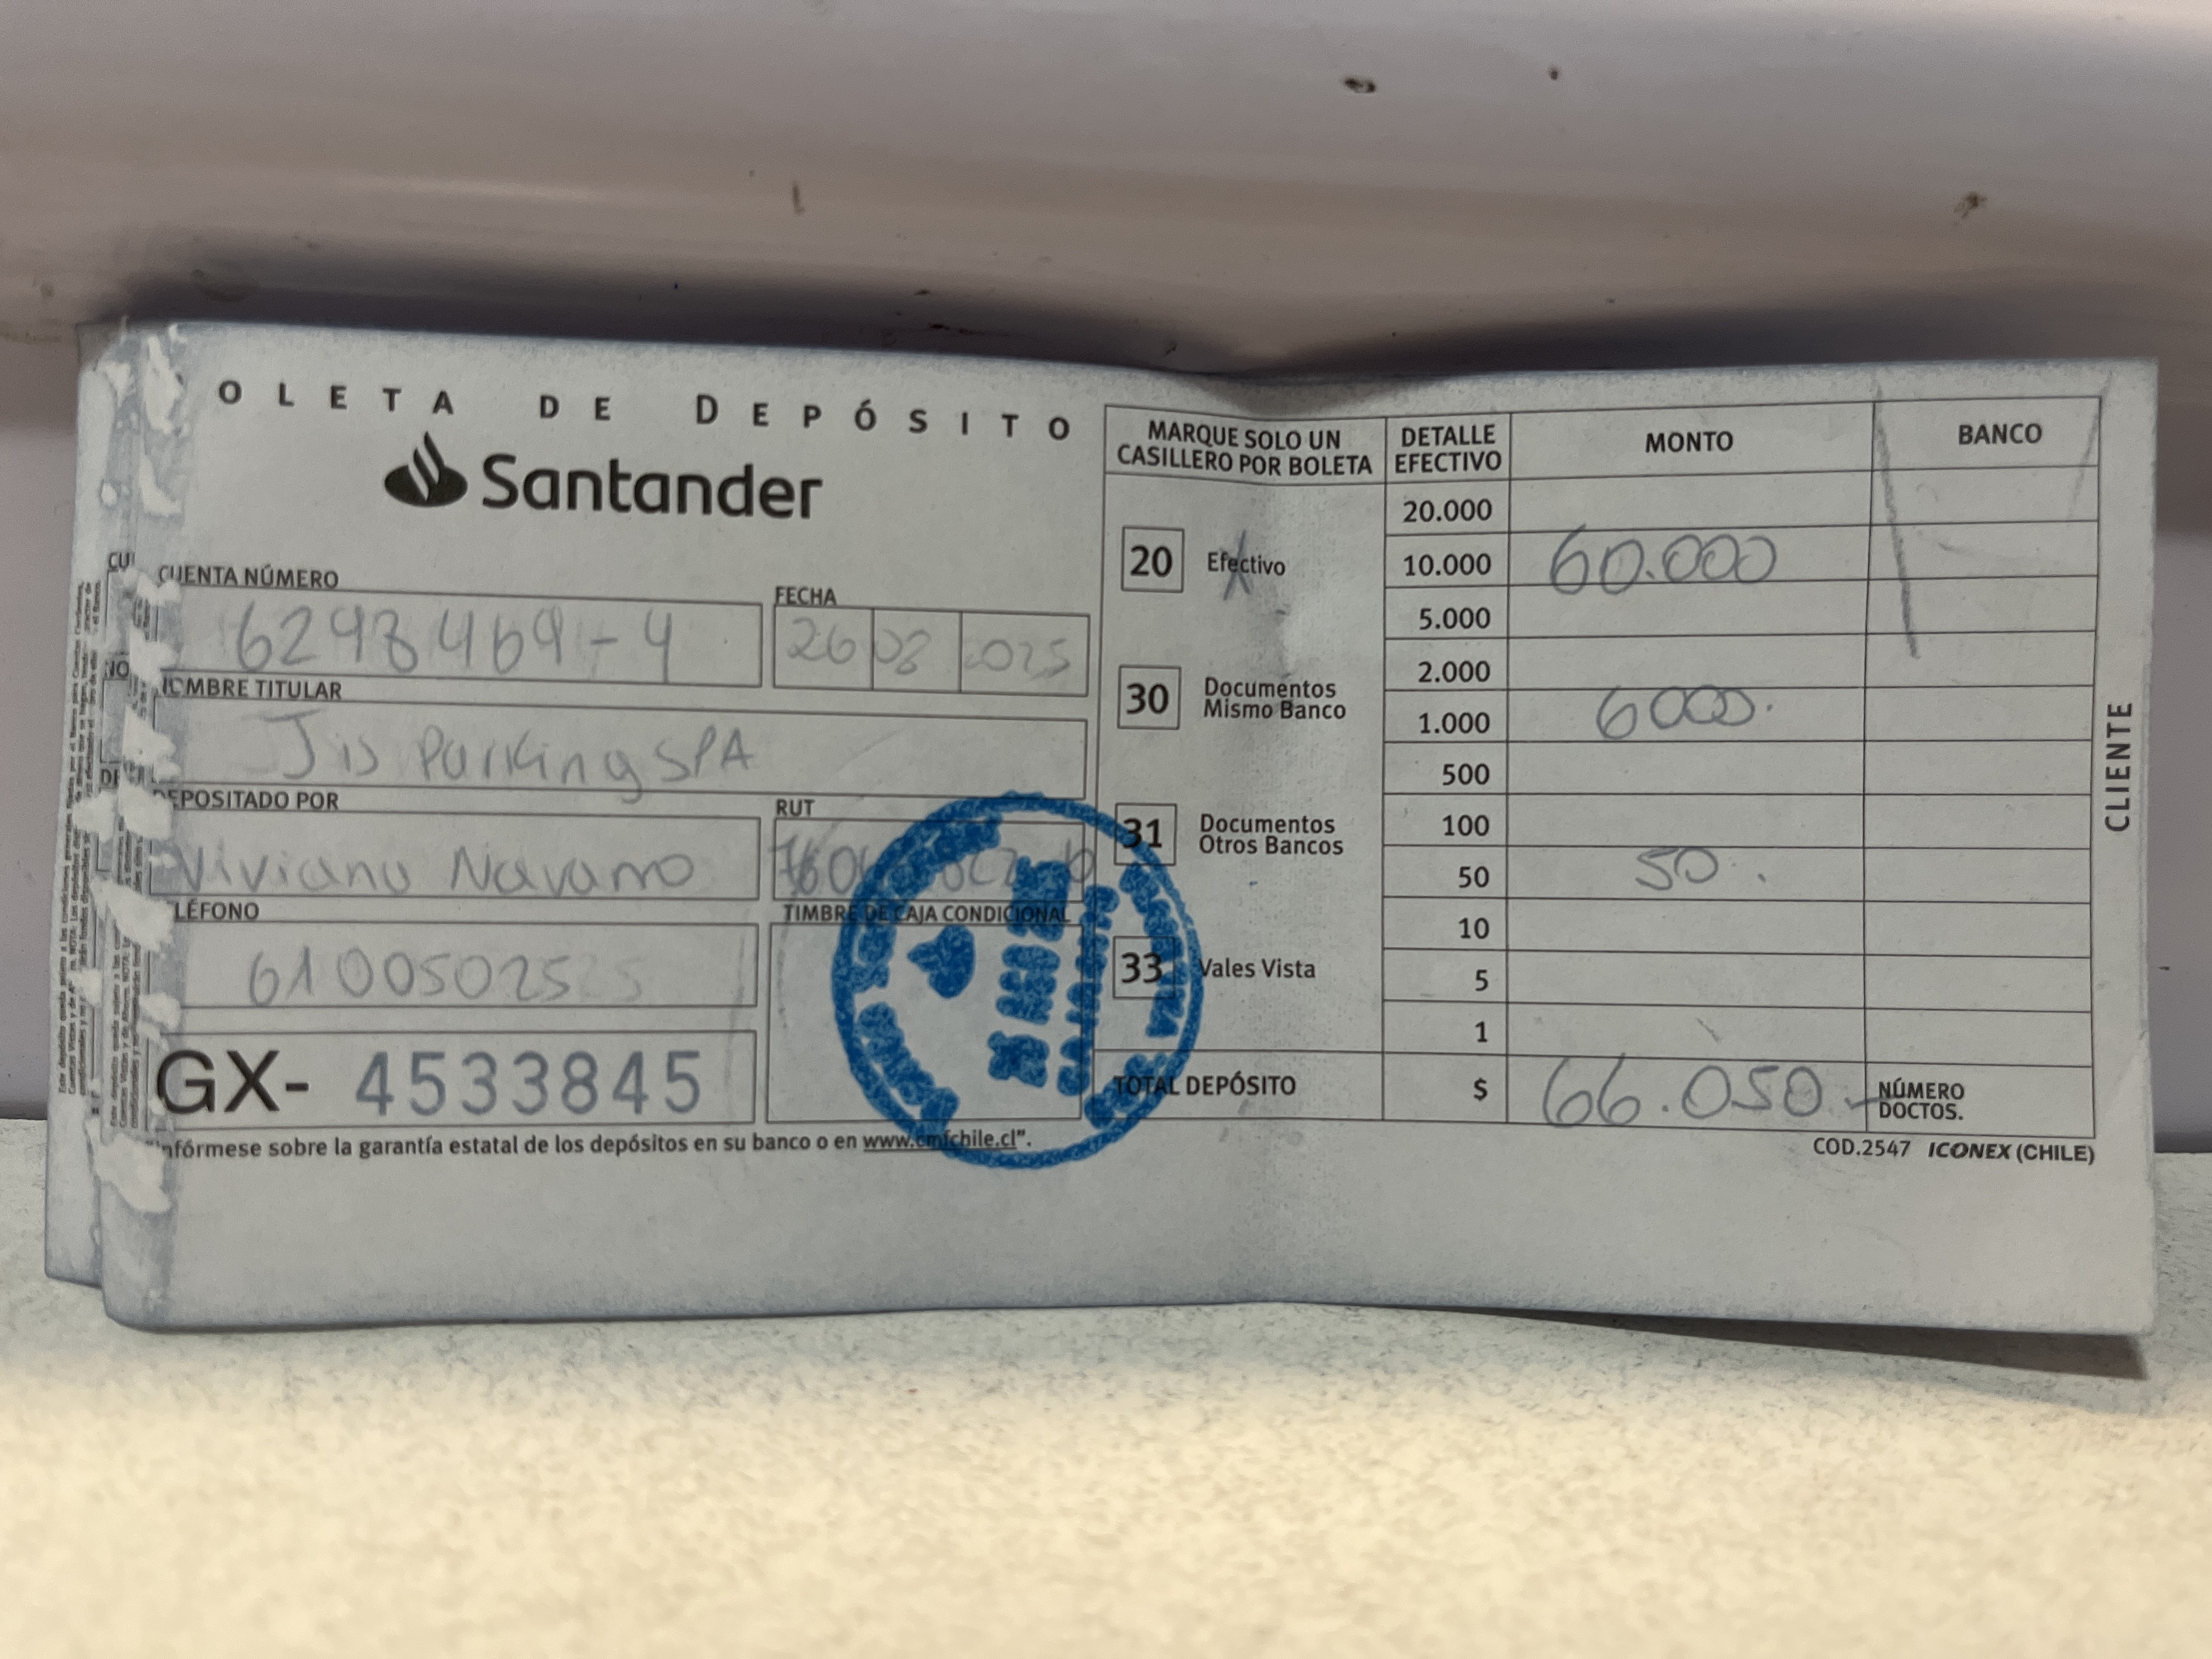 OLETA DE DEPÓSITO
Santander
CUENTA NÚMERO
6298469-4
FECHA
26 08 2025
NOMBRE TITULAR
Jis Parking SPA
DEPOSITADO POR
Viviana Navarro
RUT
TELÉFONO
TIMBRE DE CAJA CONDICIONAL
GX- 4533845
"Infórmese sobre la garantía estatal de los depósitos en su banco o en www.cmfchile.cl".
MARQUE SOLO UN CASILLERO POR BOLETA
20 Efectivo
30 Documentos Mismo Banco
31 Documentos Otros Bancos
33 Vales Vista
DETALLE EFECTIVO MONTO BANCO
20.000
10.000 60.000
5.000
2.000
1.000 6000.
500
100
50 50.
10
5
1
TOTAL DEPÓSITO $ 66.050.-
NÚMERO DOCTOS.
CLIENTE
COD.2547 ICONEX (CHILE)